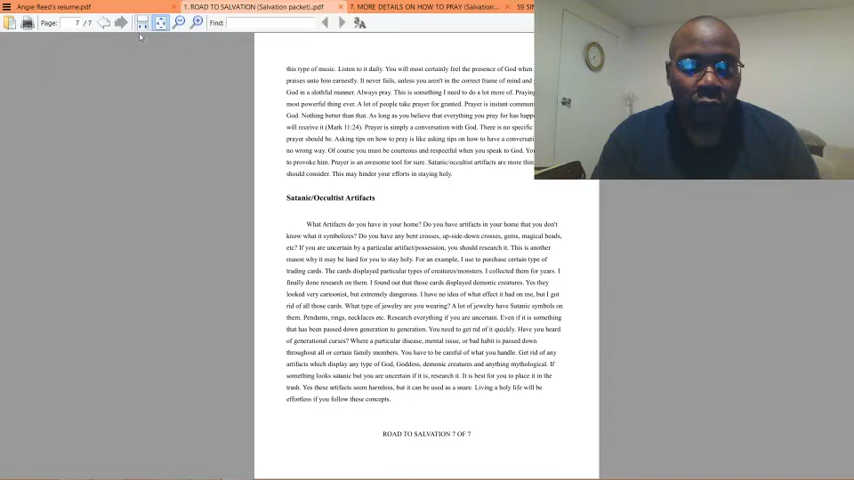 Angie Reed's resume.pdf
1. ROAD TO SALVATION (Salvation packet)..pdf
7. MORE DETAILS ON HOW TO PRAY (Salvation...
59 SIN
Page: 7 / 7
Find:
this type of music. Listen to it daily. You will most certainly feel the presence of God when
praises unto him earnestly. It never fails, unless you aren't in the correct frame of mind and
God in a slothful manner. Always pray. This is something I need to do a lot more of. Praying
most powerful thing ever. A lot of people take prayer for granted. Prayer is instant
God. Nothing better than that. As long as you believe that everything you pray for has
will receive it (Mark 11:24). Prayer is simply a conversation with God. There is no specific
prayer should be. Asking tips on how to pray is like asking tips on how to have a
no wrong way. Of course you must be courteous and respectful when you speak to God.
to provoke him. Prayer is an awesome tool for sure. Satanic/occultist artifacts are more
should consider. This may hinder your efforts in staying holy.
Satanic/Occultist Artifacts
What Artifacts do you have in your home? Do you have artifacts in your home that you don't
know what it symbolizes? Do you have any bent crosses, up-side-down crosses, gems, magical beads,
etc? If you are uncertain by a particular artifact/possession, you should research it. This is another
reason why it may be hard for you to stay holy. For an example, I use to purchase certain type of
trading cards. The cards displayed particular types of creatures/monsters. I collected them for years. I
finally done research on them. I found out that those cards displayed demonic creatures. Yes they
looked very cartoonist, but extremely dangerous. I have no idea of what effect it had on me, but I got
rid of all those cards. What type of jewelry are you wearing? A lot of jewelry have Satanic symbols on
them. Pendants, rings, necklaces etc. Research everything if you are uncertain. Even if it is something
that has been passed down generation to generation. You need to get rid of it quickly. Have you heard
of generational curses? Where a particular disease, mental issue, or bad habit is passed down
throughout all or certain family members. You have to be careful of what you handle. Get rid of any
artifacts which display any type of God, Goddess, demonic creatures and anything mythological. If
something looks satanic but you are uncertain if it is, research it. It is best for you to place it in the
trash. Yes these artifacts seem harmless, but it can be used as a snare. Living a holy life will be
effortless if you follow these concepts.
ROAD TO SALVATION 7 OF 7